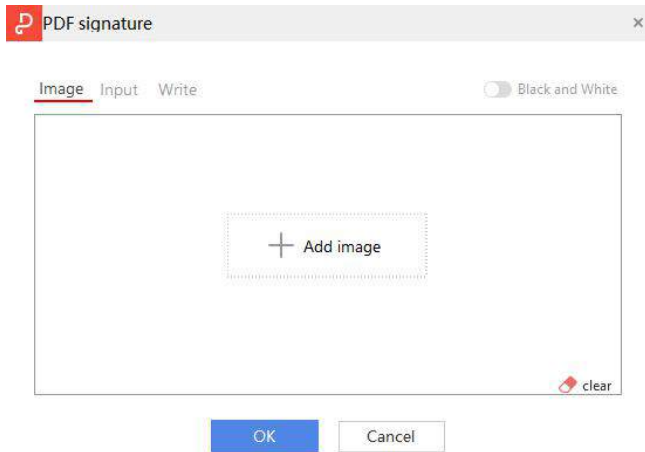 PDF signature
Image Input Write Black and White
Add image
clear
OK Cancel